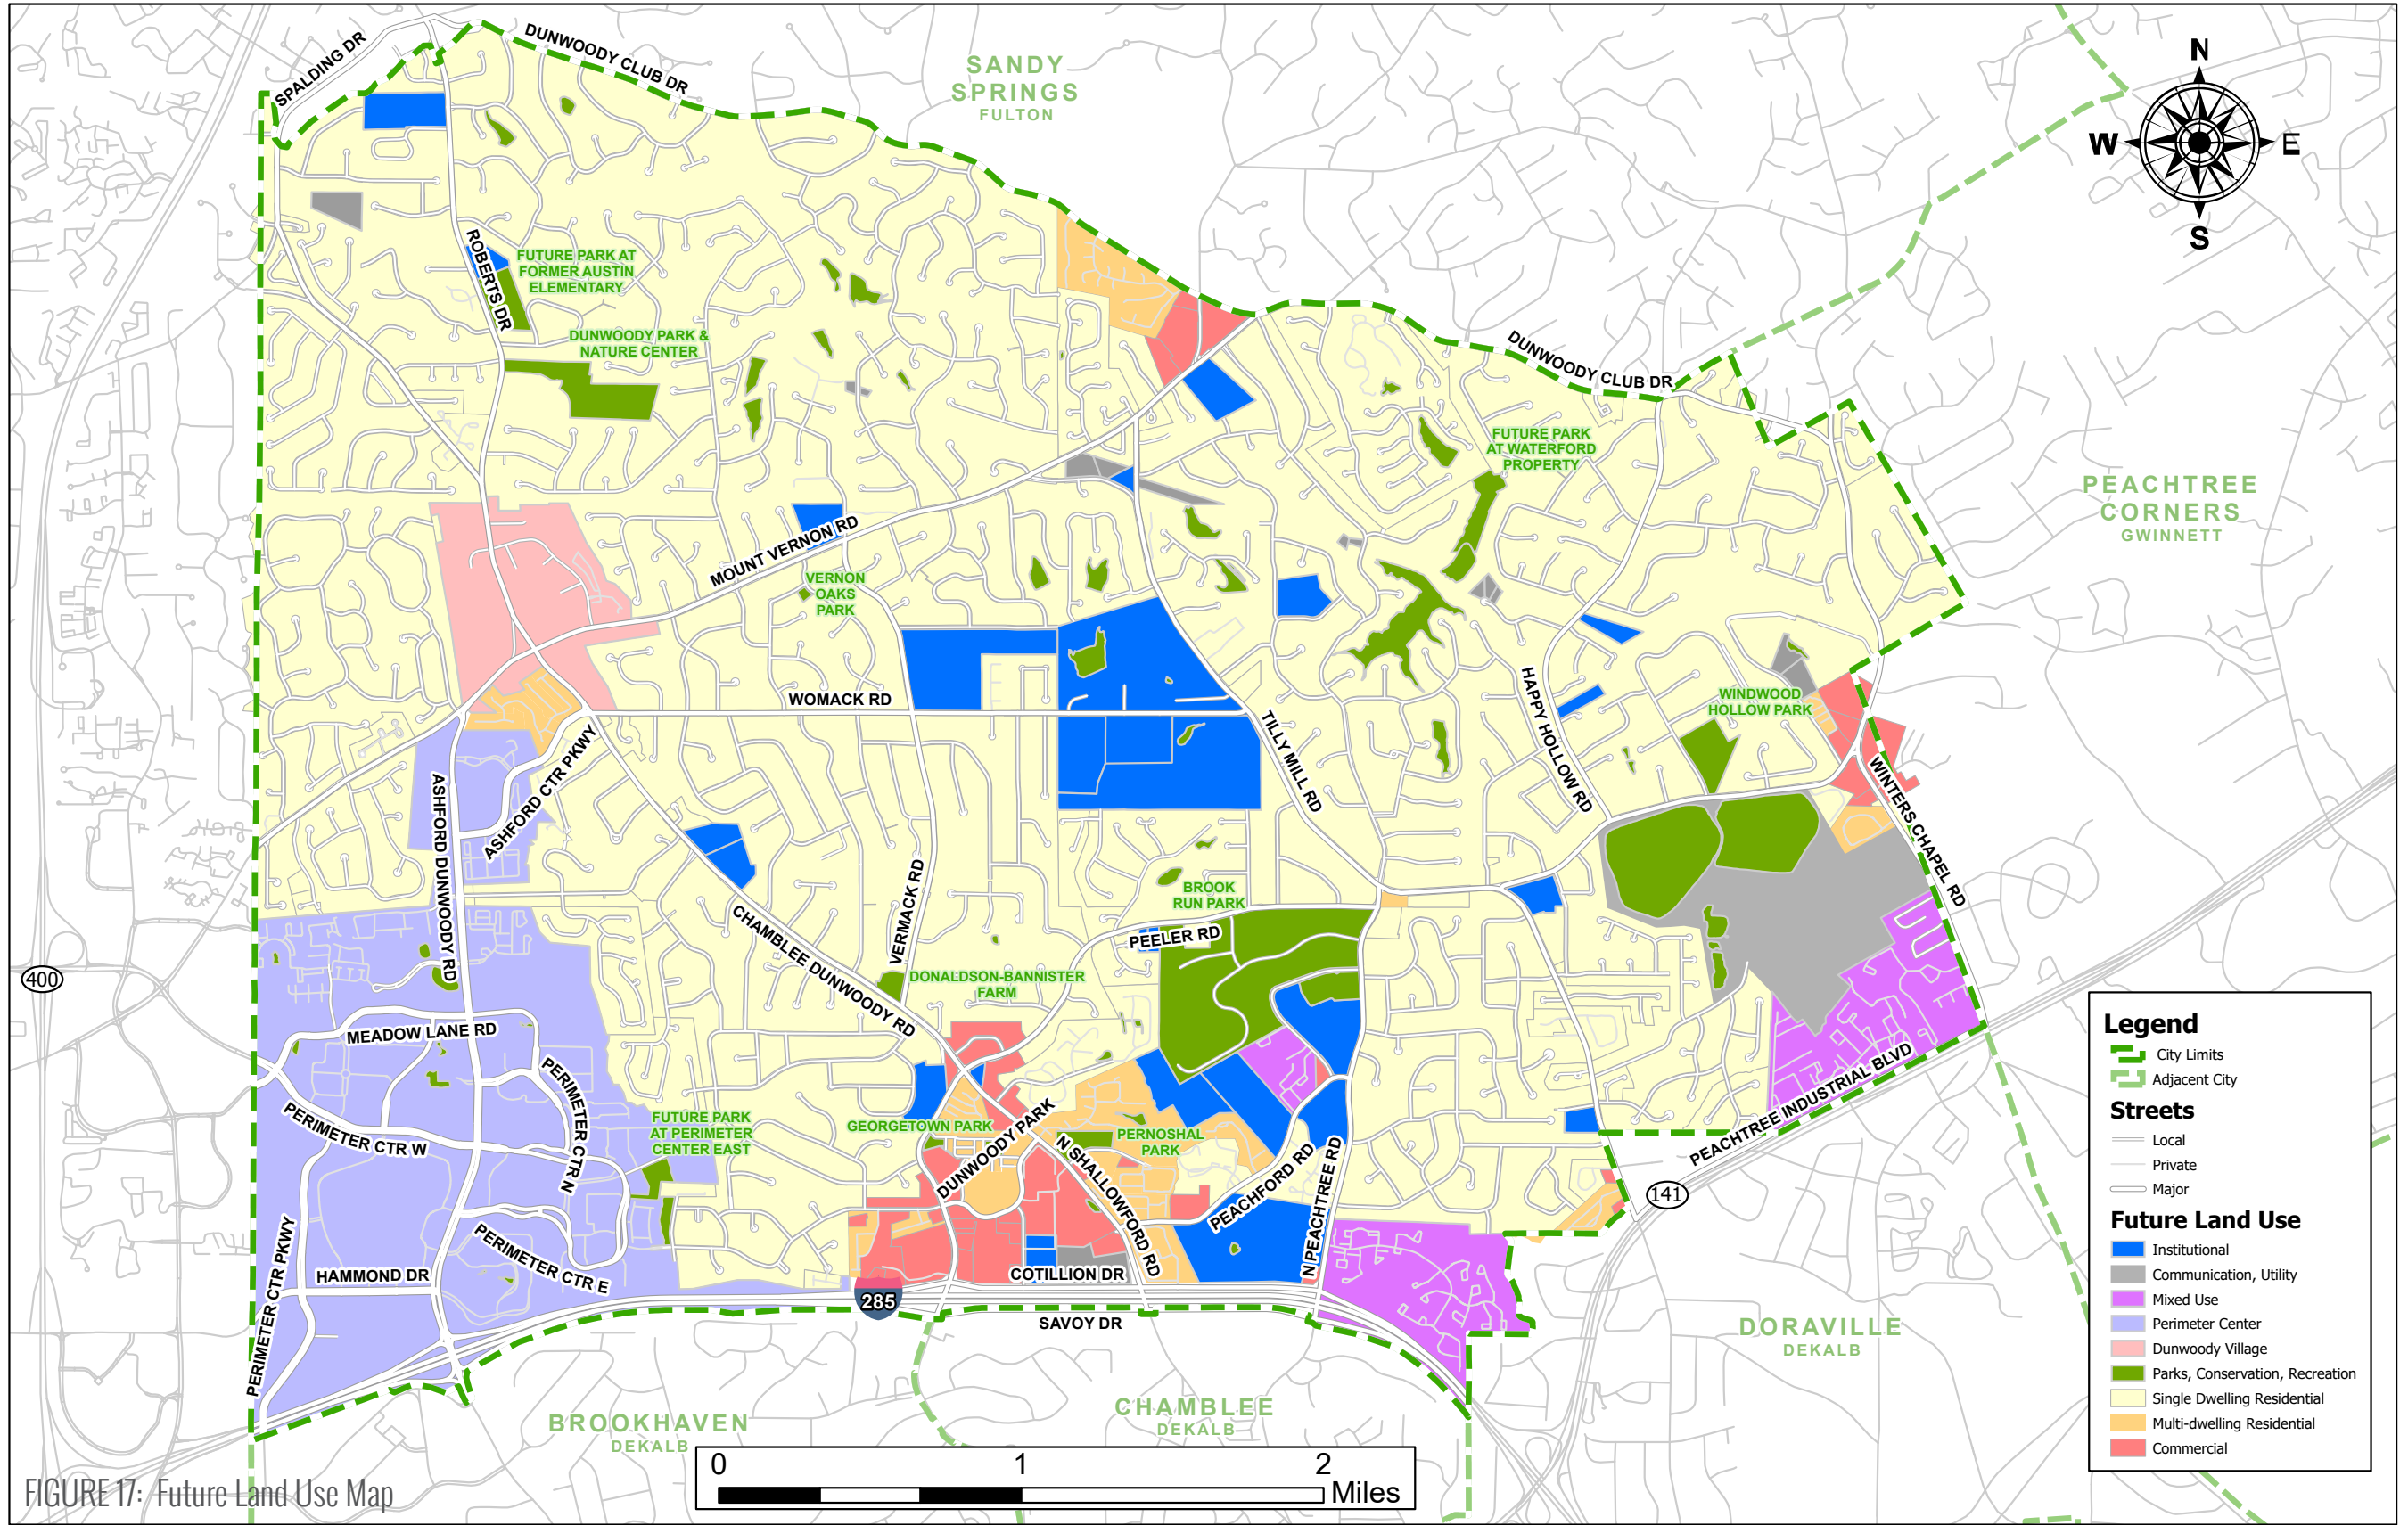 SPALDING DR
DUNWOODY CLUB DR
SANDY
SPRINGS
FULTON
N
W
E
S
ROBERTS DR
FUTURE PARK AT
FORMER AUSTIN
ELEMENTARY
DUNWOODY PARK &
NATURE CENTER
DUNWOODY CLUB DR
FUTURE PARK
AT WATERFORD
PROPERTY
PEACHTREE
CORNERS
GWINNETT
MOUNT VERNON RD
VERNON
OAKS
PARK
WOMACK RD
TILLY MILL RD
HAPPY HOLLOW RD
WINDWOOD
HOLLOW PARK
WINTERS CHAPEL RD
ASHFORD DUNWOODY RD
ASHFORD CTR PKWY
CHAMBLEE DUNWOODY RD
VERMACK RD
BROOK
RUN PARK
PEELER RD
DONALDSON-BANNISTER
FARM
400
MEADOW LANE RD
PERIMETER CTR N
PERIMETER CTR W
FUTURE PARK
AT PERIMETER
CENTER EAST
GEORGETOWN PARK
DUNWOODY PARK
N SHALLOWFORD RD
PERNOSHAL
PARK
PEACHFORD RD
N PEACHTREE RD
PEACHTREE INDUSTRIAL BLVD
141
PERIMETER CTR PKWY
HAMMOND DR
PERIMETER CTR E
COTILLION DR
285
SAVOY DR
BROOKHAVEN
DEKALB
CHAMBLEE
DEKALB
DORAVILLE
DEKALB
Legend
City Limits
Adjacent City
Streets
Local
Private
Major
Future Land Use
Institutional
Communication, Utility
Mixed Use
Perimeter Center
Dunwoody Village
Parks, Conservation, Recreation
Single Dwelling Residential
Multi-dwelling Residential
Commercial
0 1 2
Miles
FIGURE 17: Future Land Use Map